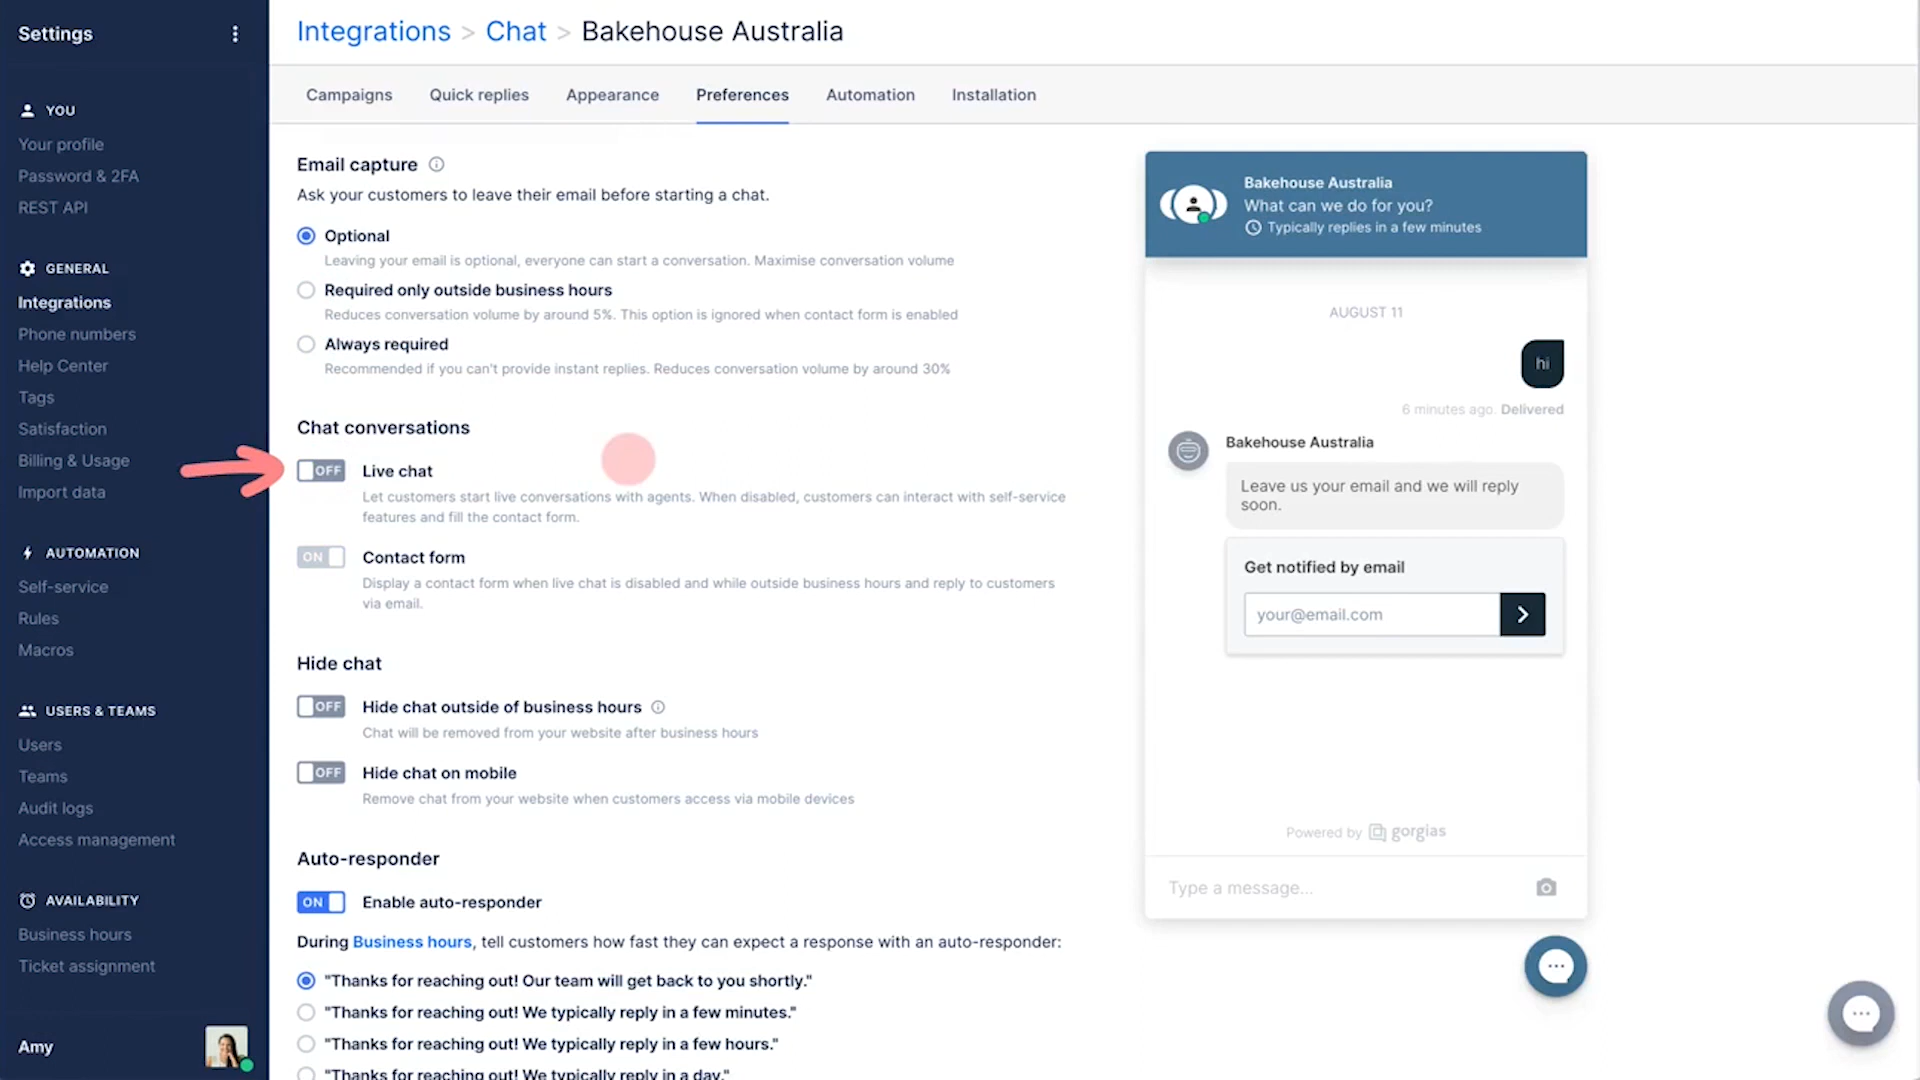 Settings
YOU
Your profile
Password & 2FA
REST API
GENERAL
Integrations
Phone numbers
Help Center
Tags
Satisfaction
Billing & Usage
Import data
AUTOMATION
Self-service
Rules
Macros
USERS & TEAMS
Users
Teams
Audit logs
Access management
AVAILABILITY
Business hours
Ticket assignment
Amy
Integrations > Chat > Bakehouse Australia
Campaigns Quick replies Appearance Preferences Automation Installation
Email capture
Ask your customers to leave their email before starting a chat.
Optional
Leaving your email is optional, everyone can start a conversation. Maximise conversation volume
Required only outside business hours
Reduces conversation volume by around 5%. This option is ignored when contact form is enabled
Always required
Recommended if you can't provide instant replies. Reduces conversation volume by around 30%
Chat conversations
OFF Live chat
Let customers start live conversations with agents. When disabled, customers can interact with self-service
features and fill the contact form.
ON Contact form
Display a contact form when live chat is disabled and while outside business hours and reply to customers
via email.
Hide chat
OFF Hide chat outside of business hours
Chat will be removed from your website after business hours
OFF Hide chat on mobile
Remove chat from your website when customers access via mobile devices
Auto-responder
ON Enable auto-responder
During Business hours, tell customers how fast they can expect a response with an auto-responder:
"Thanks for reaching out! Our team will get back to you shortly."
"Thanks for reaching out! We typically reply in a few minutes."
"Thanks for reaching out! We typically reply in a few hours."
"Thanks for reaching out! We typically reply in a day."
Bakehouse Australia
What can we do for you?
Typically replies in a few minutes
AUGUST 11
hi
6 minutes ago. Delivered
Bakehouse Australia
Leave us your email and we will reply
soon.
Get notified by email
your@email.com
Powered by gorgias
Type a message...